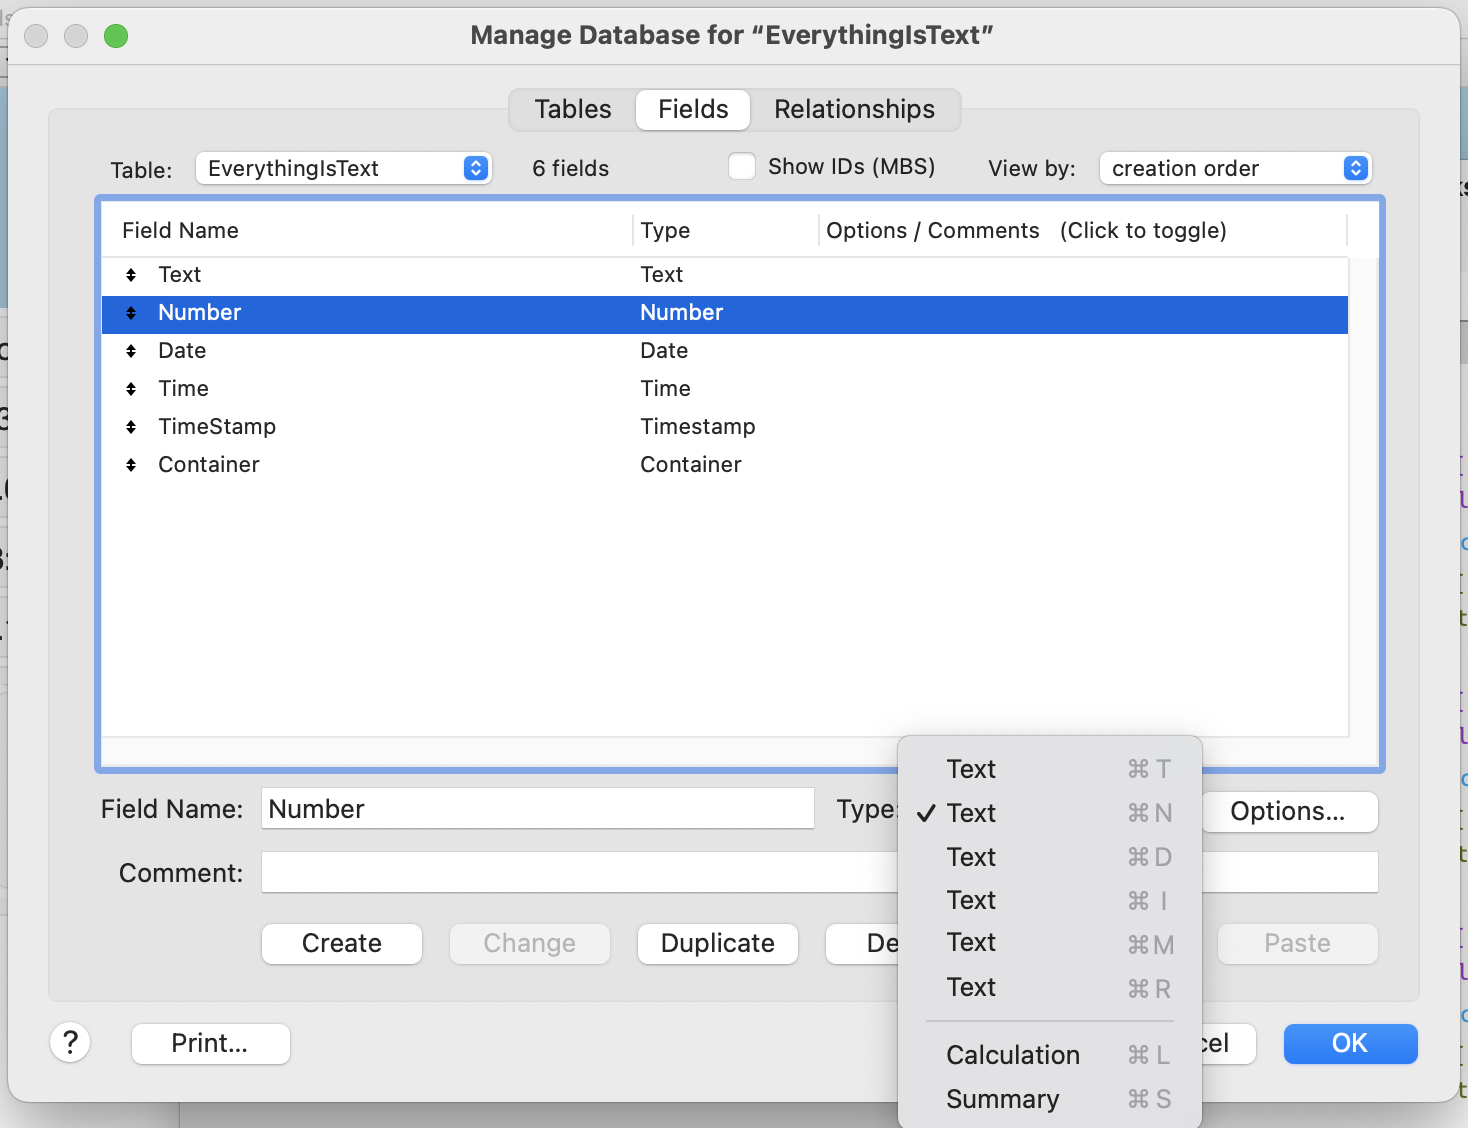 Manage Database for “EverythingIsText”
Tables Fields Relationships
Table: EverythingIsText 6 fields Show IDs (MBS) View by: creation order
Field Name Type Options / Comments (Click to toggle)
Text Text
Number Number
Date Date
Time Time
TimeStamp Timestamp
Container Container
Field Name: Number Type: Options...
Comment:
Create Change Duplicate De Paste
Text ⌘ T
✓ Text ⌘ N
Text ⌘ D
Text ⌘ I
Text ⌘ M
Text ⌘ R
Calculation ⌘ L
Summary ⌘ S
? Print... cel OK